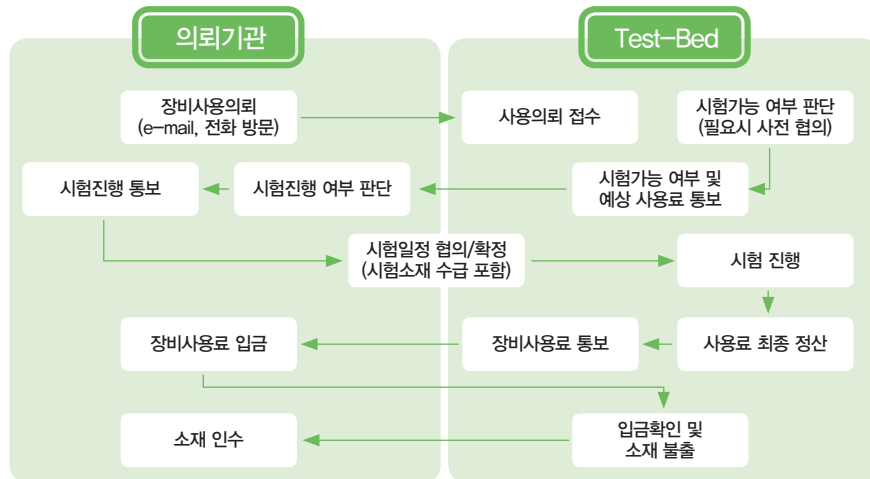 의뢰기관
Test-Bed
장비사용의뢰
(e-mail, 전화 방문)
사용의뢰 접수
시험가능 여부 판단
(필요시 사전 협의)
시험진행 통보
시험진행 여부 판단
시험가능 여부 및
예상 사용료 통보
시험일정 협의/확정
(시험소재 수급 포함)
시험 진행
장비사용료 입금
장비사용료 통보
사용료 최종 정산
소재 인수
입금확인 및
소재 불출